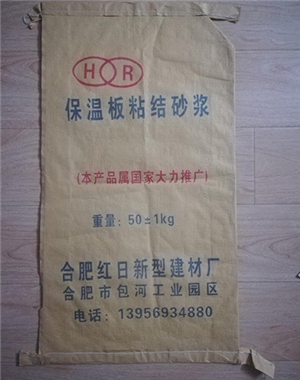 HR
保温板粘结砂浆
(本产品属国家大力推广)
重量：50±1kg
合肥红日新型建材厂
合肥市包河工业园区
电话：13956934880